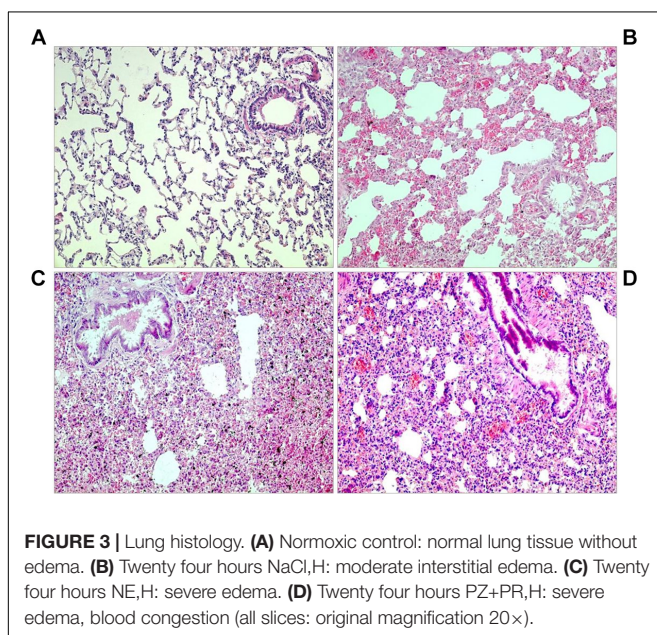 A
B
C
D
FIGURE 3 | Lung histology. (A) Normoxic control: normal lung tissue without
edema. (B) Twenty four hours NaCl,H: moderate interstitial edema. (C) Twenty
four hours NE,H: severe edema. (D) Twenty four hours PZ+PR,H: severe
edema, blood congestion (all slices: original magnification 20×).